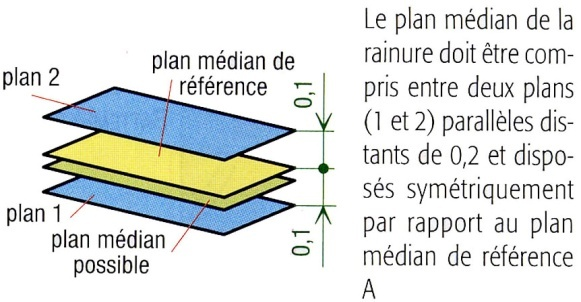 plan 2
plan médian de
référence
0,1
plan 1
plan médian
possible
0,1
Le plan médian de la
rainure doit être com-
pris entre deux plans
(1 et 2) parallèles dis-
tants de 0,2 et dispo-
sés symétriquement
par rapport au plan
médian de référence
A